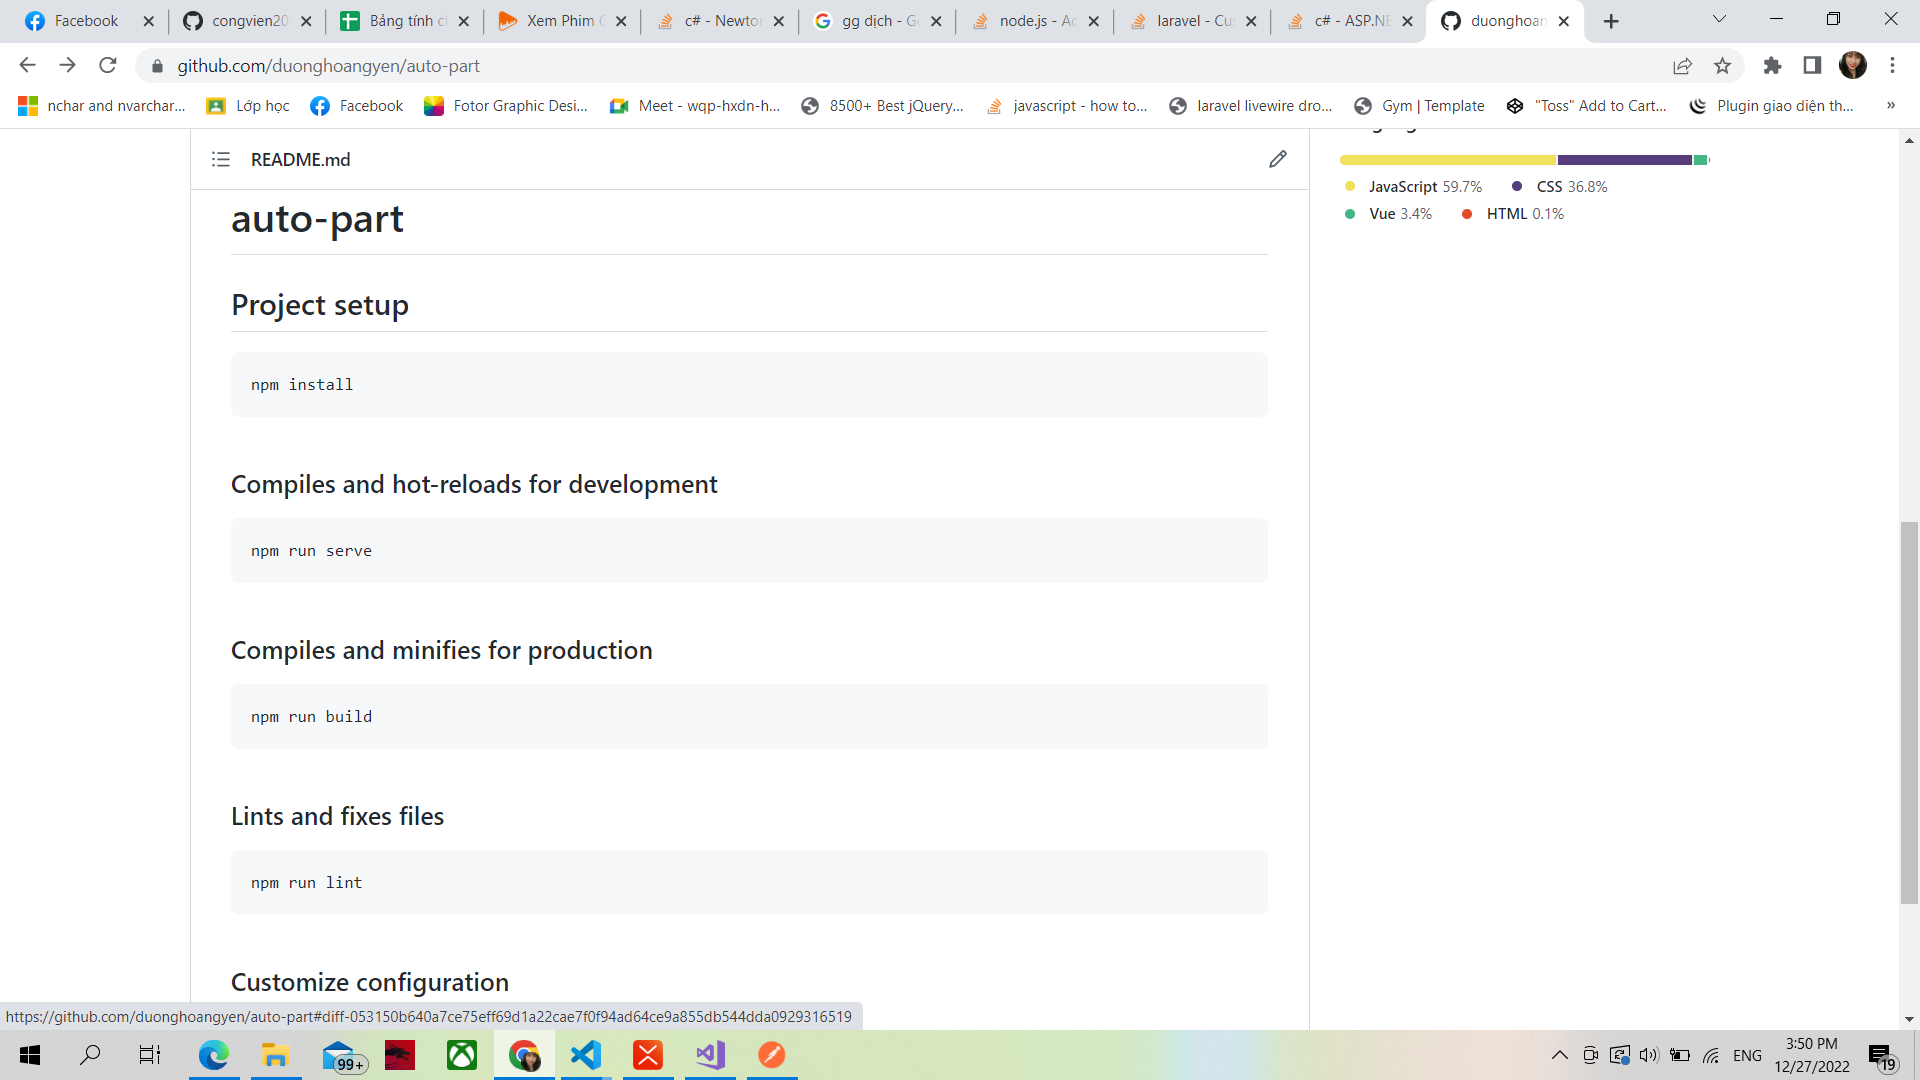 Facebook
congvien20
Bảng tính c
Xem Phim
c# - Newto
gg dịch - G
node.js - A
laravel - Cu
c# - ASP.NE
duonghoan
github.com/duonghoangyen/auto-part
nchar and nvarchar...
Lớp học
Facebook
Fotor Graphic Desi...
Meet - wqp-hxdn-h...
8500+ Best jQuery...
javascript - how to...
laravel livewire dro...
Gym | Template
"Toss" Add to Cart...
Plugin giao diện th...
»
README.md
JavaScript 59.7%
CSS 36.8%
Vue 3.4%
HTML 0.1%
auto-part
Project setup
npm install
Compiles and hot-reloads for development
npm run serve
Compiles and minifies for production
npm run build
Lints and fixes files
npm run lint
Customize configuration
https://github.com/duonghoangyen/auto-part#diff-053150b640a7ce75eff69d1a22cae7f0f94ad64ce9a855db544dda0929316519
99+
ENG
3:50 PM
12/27/2022
19